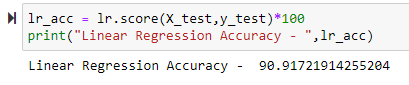 lr_acc = lr.score(X_test,y_test)*100
print("Linear Regression Accuracy - ",lr_acc)
Linear Regression Accuracy -  90.91721914255204